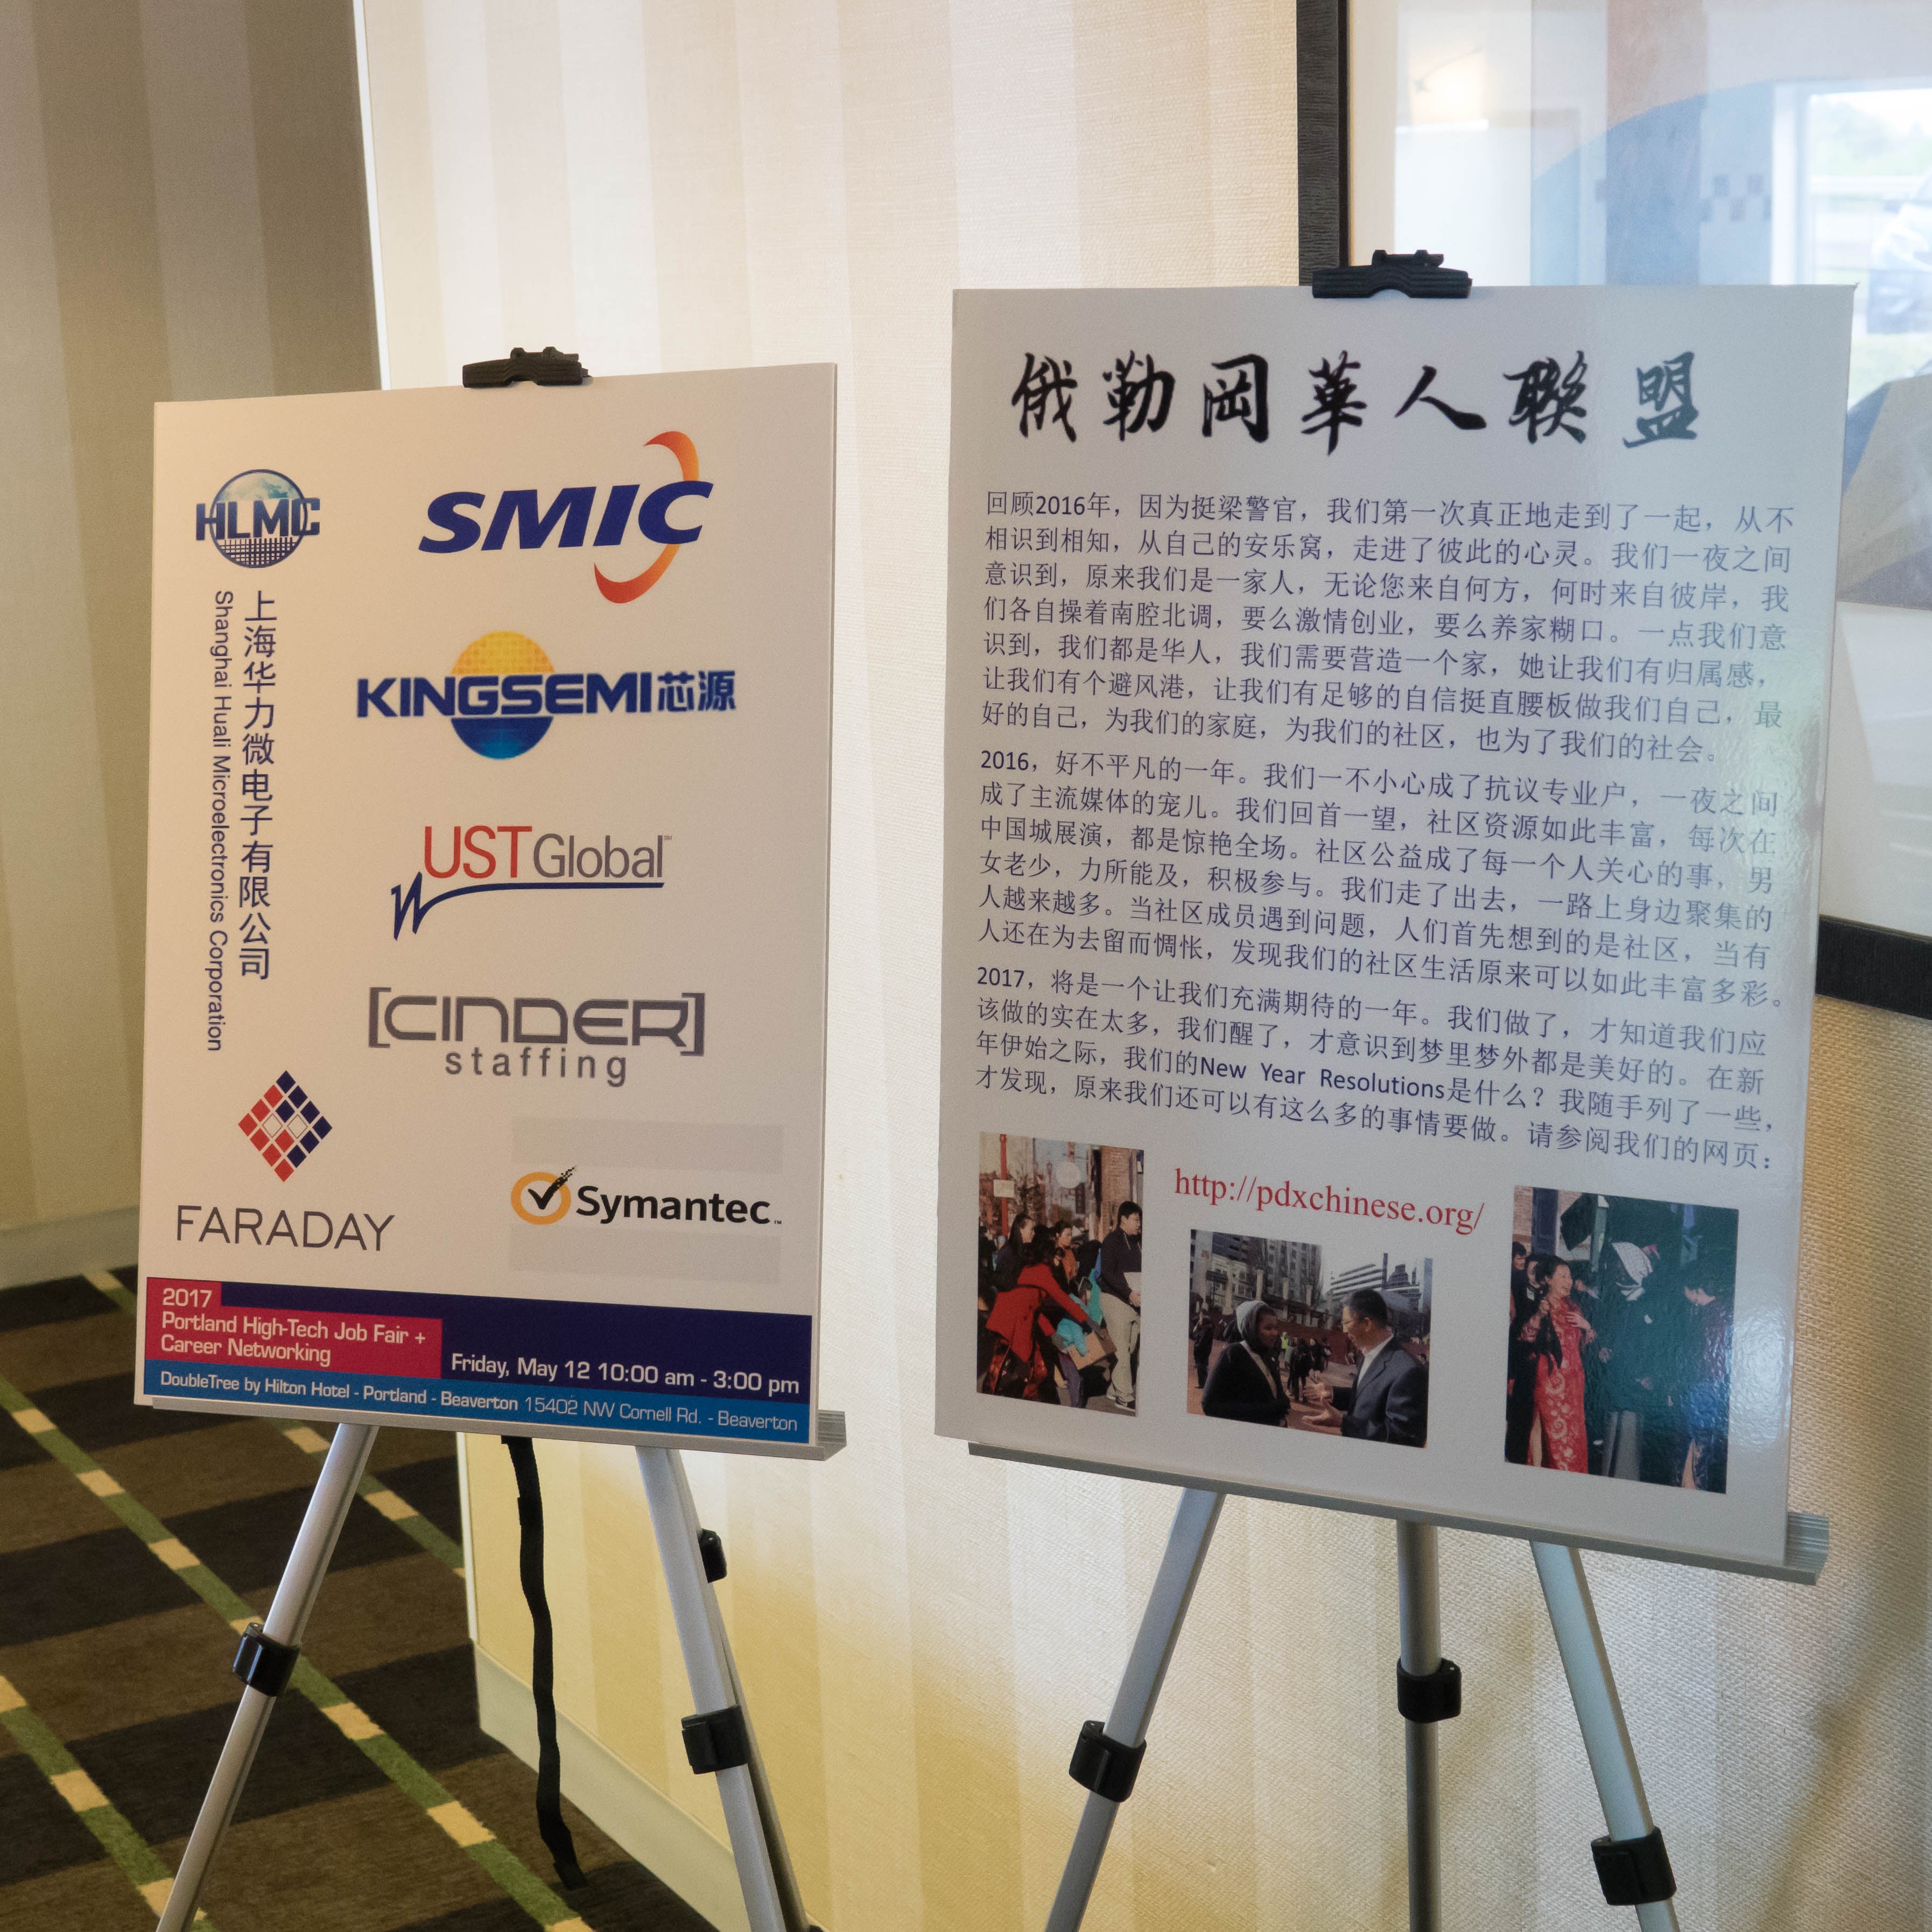 HLMC
上海华力微电子有限公司
Shanghai Huali Microelectronics Corporation
SMIC
KINGSEMI芯源
USTGlobal™
[CINDER]
staffing
FARADAY
Symantec™
2017
Portland High-Tech Job Fair +
Career Networking
Friday, May 12 10:00 am - 3:00 pm
DoubleTree by Hilton Hotel - Portland - Beaverton 15402 NW Cornell Rd. - Beaverton
俄勒岡華人聯盟
回顾2016年，因为挺梁警官，我们第一次真正地走到了一起，从不
相识到相知，从自己的安乐窝，走进了彼此的心灵。我们一夜之间
意识到，原来我们是一家人，无论您来自何方，何时来自彼岸，我
们各自操着南腔北调，要么激情创业，要么养家糊口。一点我们意
识到，我们都是华人，我们需要营造一个家，她让我们有归属感，
让我们有个避风港，让我们有足够的自信挺直腰板做我们自己，最
好的自己，为我们的家庭，为我们的社区，也为了我们的社会。
2016，好不平凡的一年。我们一不小心成了抗议专业户，一夜之间
成了主流媒体的宠儿。我们回首一望，社区资源如此丰富，每次在
中国城展演，都是惊艳全场。社区公益成了每一个人关心的事，男
女老少，力所能及，积极参与。我们走了出去，一路上身边聚集的
人越来越多。当社区成员遇到问题，人们首先想到的是社区，当有
人还在为去留而惆怅，发现我们的社区生活原来可以如此丰富多彩。
2017，将是一个让我们充满期待的一年。我们做了，才知道我们应
该做的实在太多，我们醒了，才意识到梦里梦外都是美好的。在新
年伊始之际，我们的New Year Resolutions是什么？我随手列了一些，
才发现，原来我们还可以有这么多的事情要做。请参阅我们的网页：
http://pdxchinese.org/